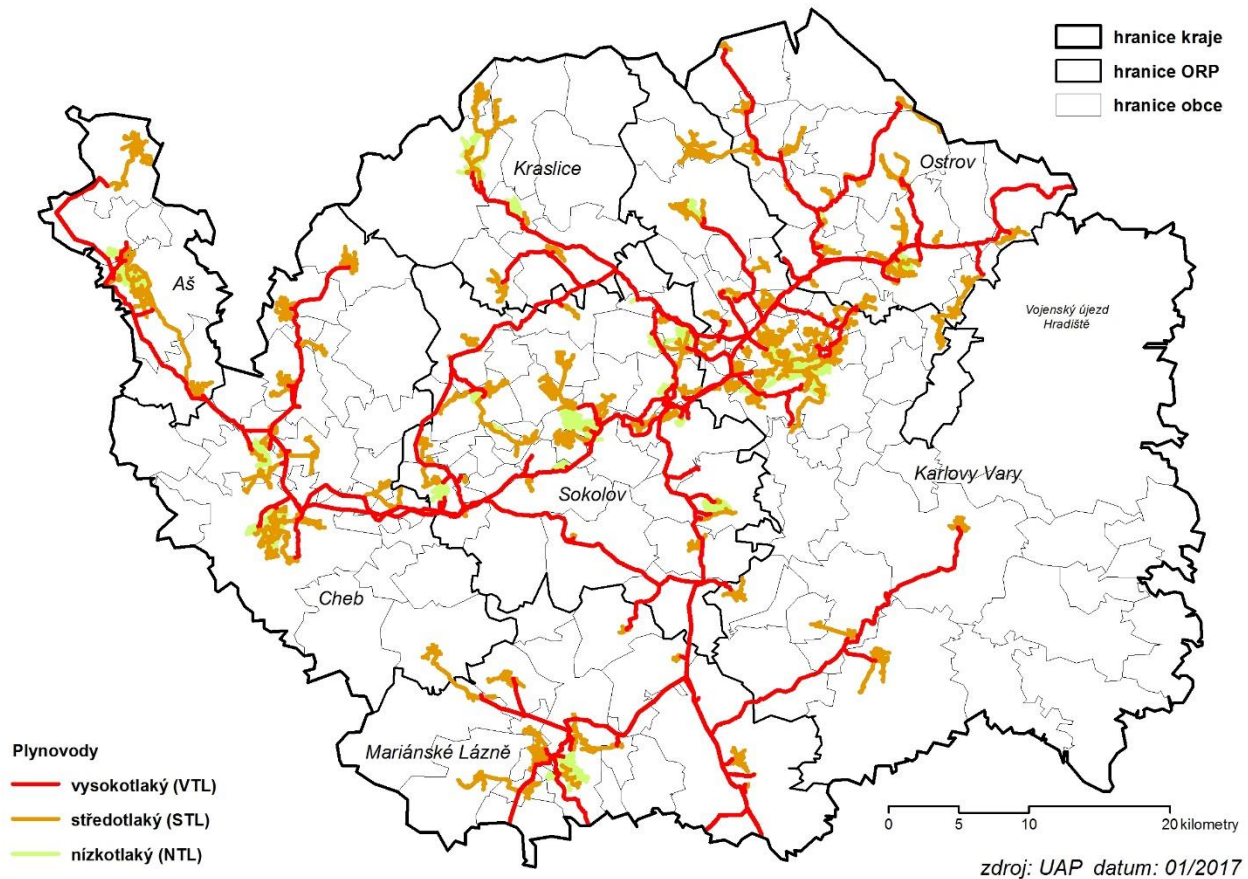 hranice kraje
hranice ORP
hranice obce
Kraslice
Ostrov
Aš
Vojenský újezd
Hradiště
Karlovy Vary
Sokolov
Cheb
Mariánské Lázně
Plynovody
vysokotlaký (VTL)
středotlaký (STL)
nízkotlaký (NTL)
0 5 10 20 kilometry
zdroj: UAP datum: 01/2017